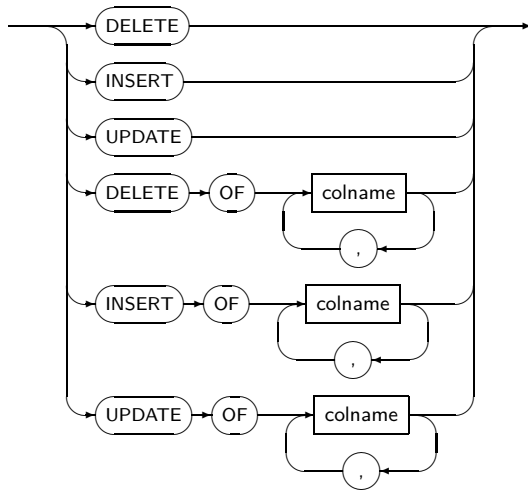 DELETE
INSERT
UPDATE
DELETE OF colname
,
INSERT OF colname
,
UPDATE OF colname
,